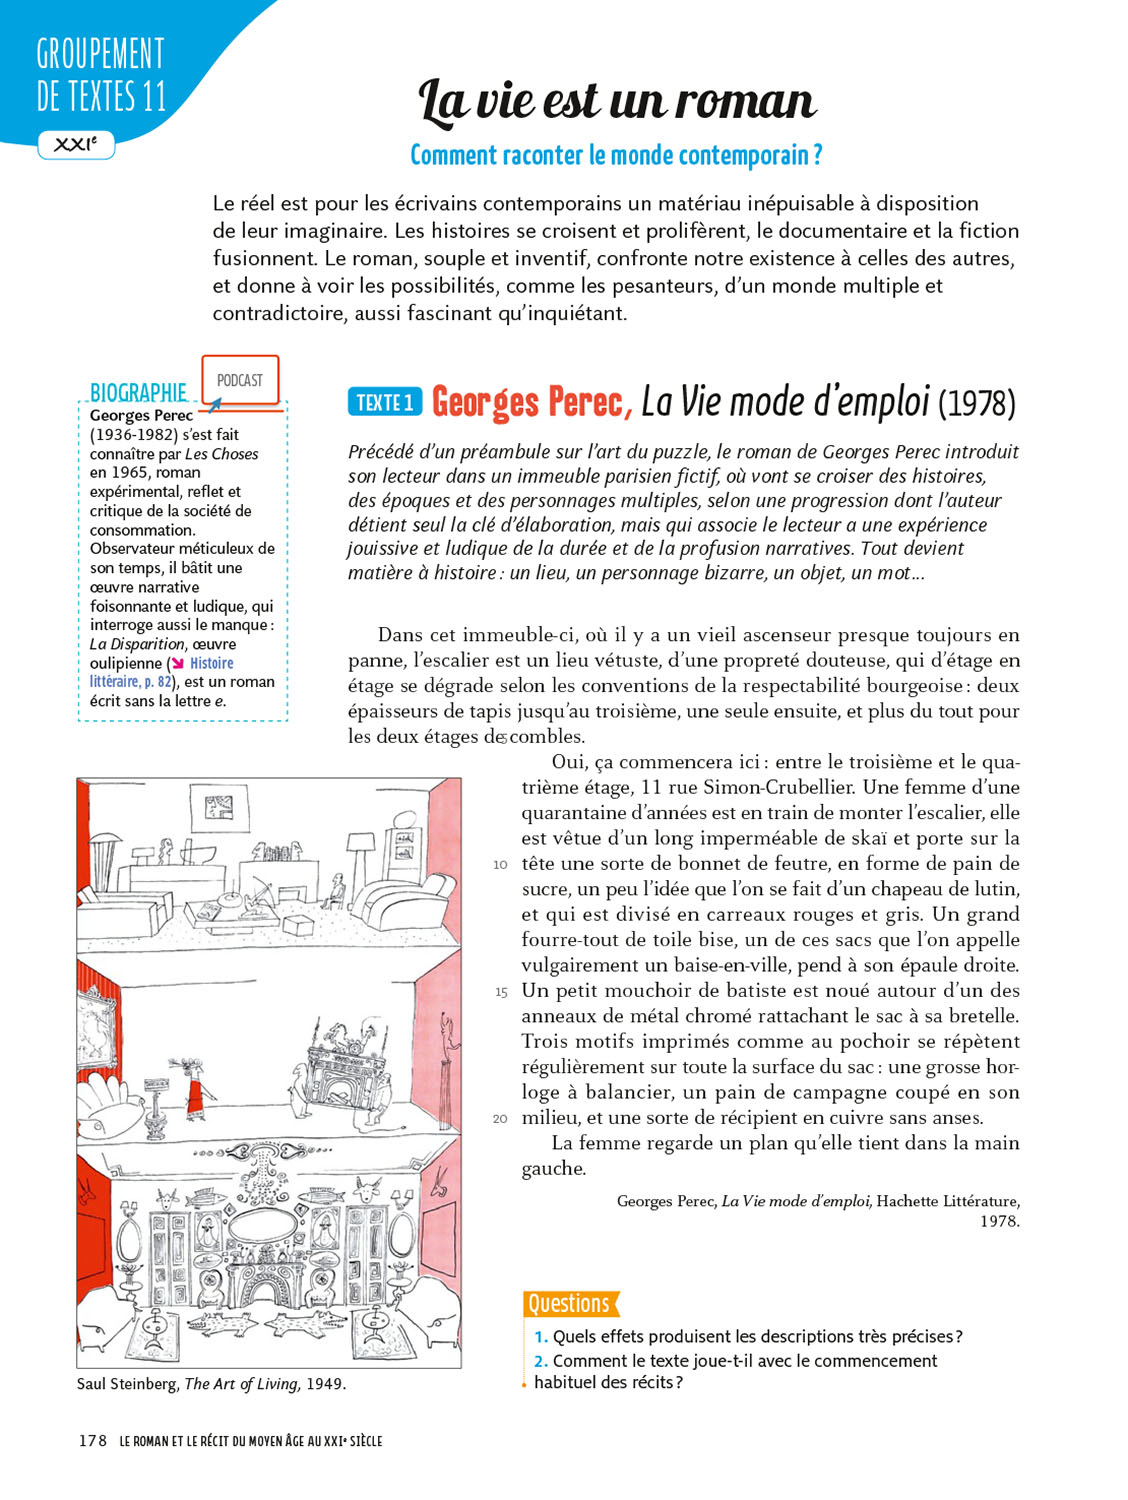 GROUPEMENT
DE TEXTES 11
XXIe
La vie est un roman
Comment raconter le monde contemporain ?
Le réel est pour les écrivains contemporains un matériau inépuisable à disposition
de leur imaginaire. Les histoires se croisent et prolifèrent, le documentaire et la fiction
fusionnent. Le roman, souple et inventif, confronte notre existence à celles des autres,
et donne à voir les possibilités, comme les pesanteurs, d’un monde multiple et
contradictoire, aussi fascinant qu’inquiétant.
BIOGRAPHIE
PODCAST
Georges Perec
(1936-1982) s’est fait
connaître par Les Choses
en 1965, roman
expérimental, reflet et
critique de la société de
consommation.
Observateur méticuleux de
son temps, il bâtit une
œuvre narrative
foisonnante et ludique, qui
interroge aussi le manque :
La Disparition, œuvre
oulipienne (➘ Histoire
littéraire, p. 82), est un roman
écrit sans la lettre e.
TEXTE 1 Georges Perec, La Vie mode d’emploi (1978)
Précédé d’un préambule sur l’art du puzzle, le roman de Georges Perec introduit
son lecteur dans un immeuble parisien fictif, où vont se croiser des histoires,
des époques et des personnages multiples, selon une progression dont l’auteur
détient seul la clé d’élaboration, mais qui associe le lecteur a une expérience
jouissive et ludique de la durée et de la profusion narratives. Tout devient
matière à histoire : un lieu, un personnage bizarre, un objet, un mot...
Dans cet immeuble-ci, où il y a un vieil ascenseur presque toujours en
panne, l’escalier est un lieu vétuste, d’une propreté douteuse, qui d’étage en
étage se dégrade selon les conventions de la respectabilité bourgeoise : deux
épaisseurs de tapis jusqu’au troisième, une seule ensuite, et plus du tout pour
les deux étages de combles.
5
Oui, ça commencera ici : entre le troisième et le qua-
trième étage, 11 rue Simon-Crubellier. Une femme d’une
quarantaine d’années est en train de monter l’escalier, elle
est vêtue d’un long imperméable de skaï et porte sur la
10 tête une sorte de bonnet de feutre, en forme de pain de
sucre, un peu l’idée que l’on se fait d’un chapeau de lutin,
et qui est divisé en carreaux rouges et gris. Un grand
fourre-tout de toile bise, un de ces sacs que l’on appelle
vulgairement un baise-en-ville, pend à son épaule droite.
15 Un petit mouchoir de batiste est noué autour d’un des
anneaux de métal chromé rattachant le sac à sa bretelle.
Trois motifs imprimés comme au pochoir se répètent
régulièrement sur toute la surface du sac : une grosse hor-
loge à balancier, un pain de campagne coupé en son
20 milieu, et une sorte de récipient en cuivre sans anses.
La femme regarde un plan qu’elle tient dans la main
gauche.
Georges Perec, La Vie mode d’emploi, Hachette Littérature,
1978.
Questions
1. Quels effets produisent les descriptions très précises ?
2. Comment le texte joue-t-il avec le commencement
habituel des récits ?
Saul Steinberg, The Art of Living, 1949.
178 LE ROMAN ET LE RÉCIT DU MOYEN ÂGE AU XXIe SIÈCLE